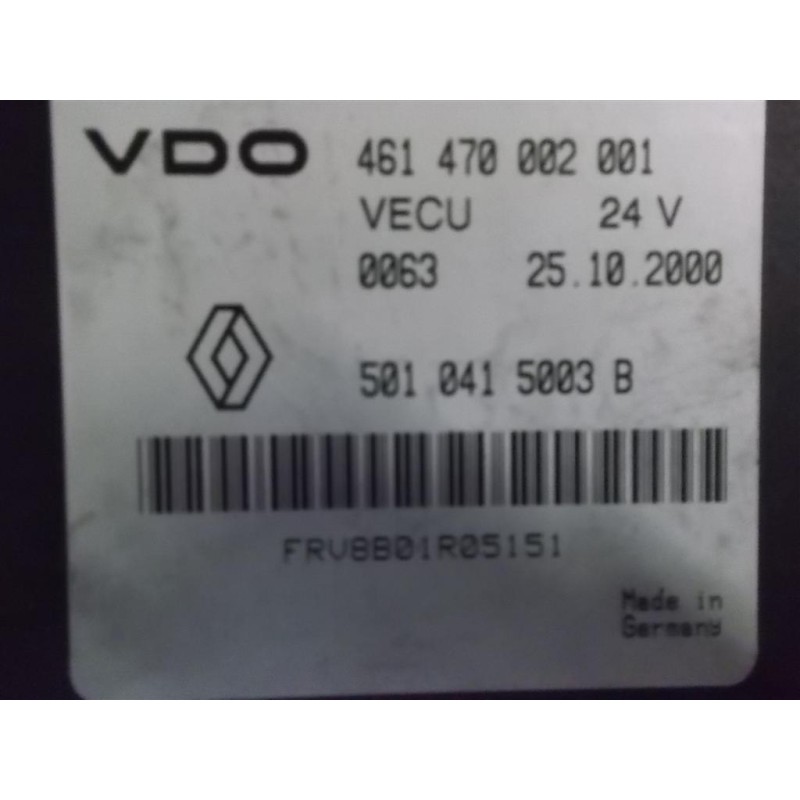 VDO 461 470 002 001
VECU 24 V
0063 25.10.2000
501 041 5003 B
FRV8B01R05151
Made in
Germany